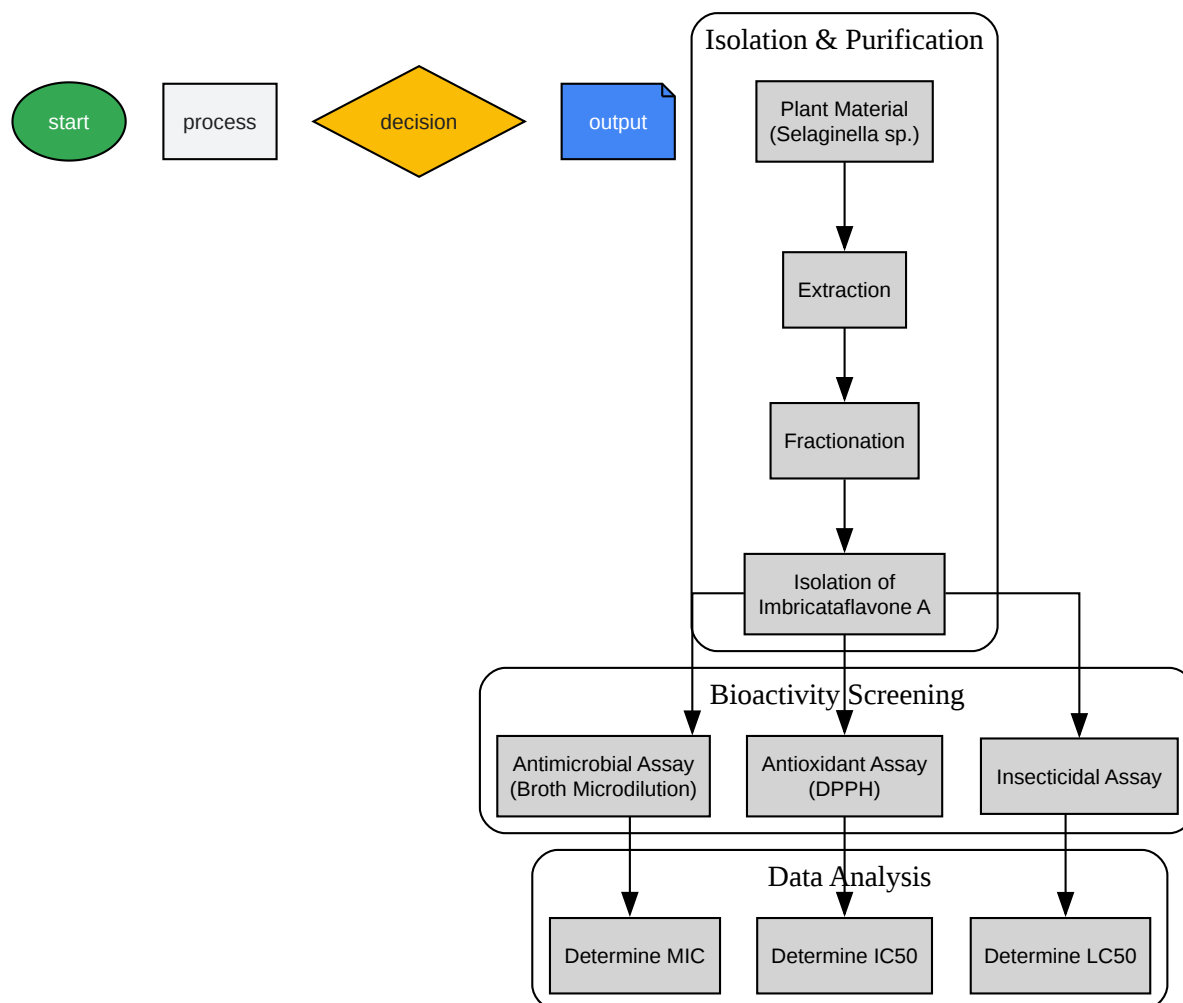 Isolation & Purification
start
process
decision
output
Plant Material
(Selaginella sp.)
Extraction
Fractionation
Isolation of
Imbricataflavone A
Bioactivity Screening
Antimicrobial Assay
(Broth Microdilution)
Antioxidant Assay
(DPPH)
Insecticidal Assay
Data Analysis
Determine MIC
Determine IC50
Determine LC50